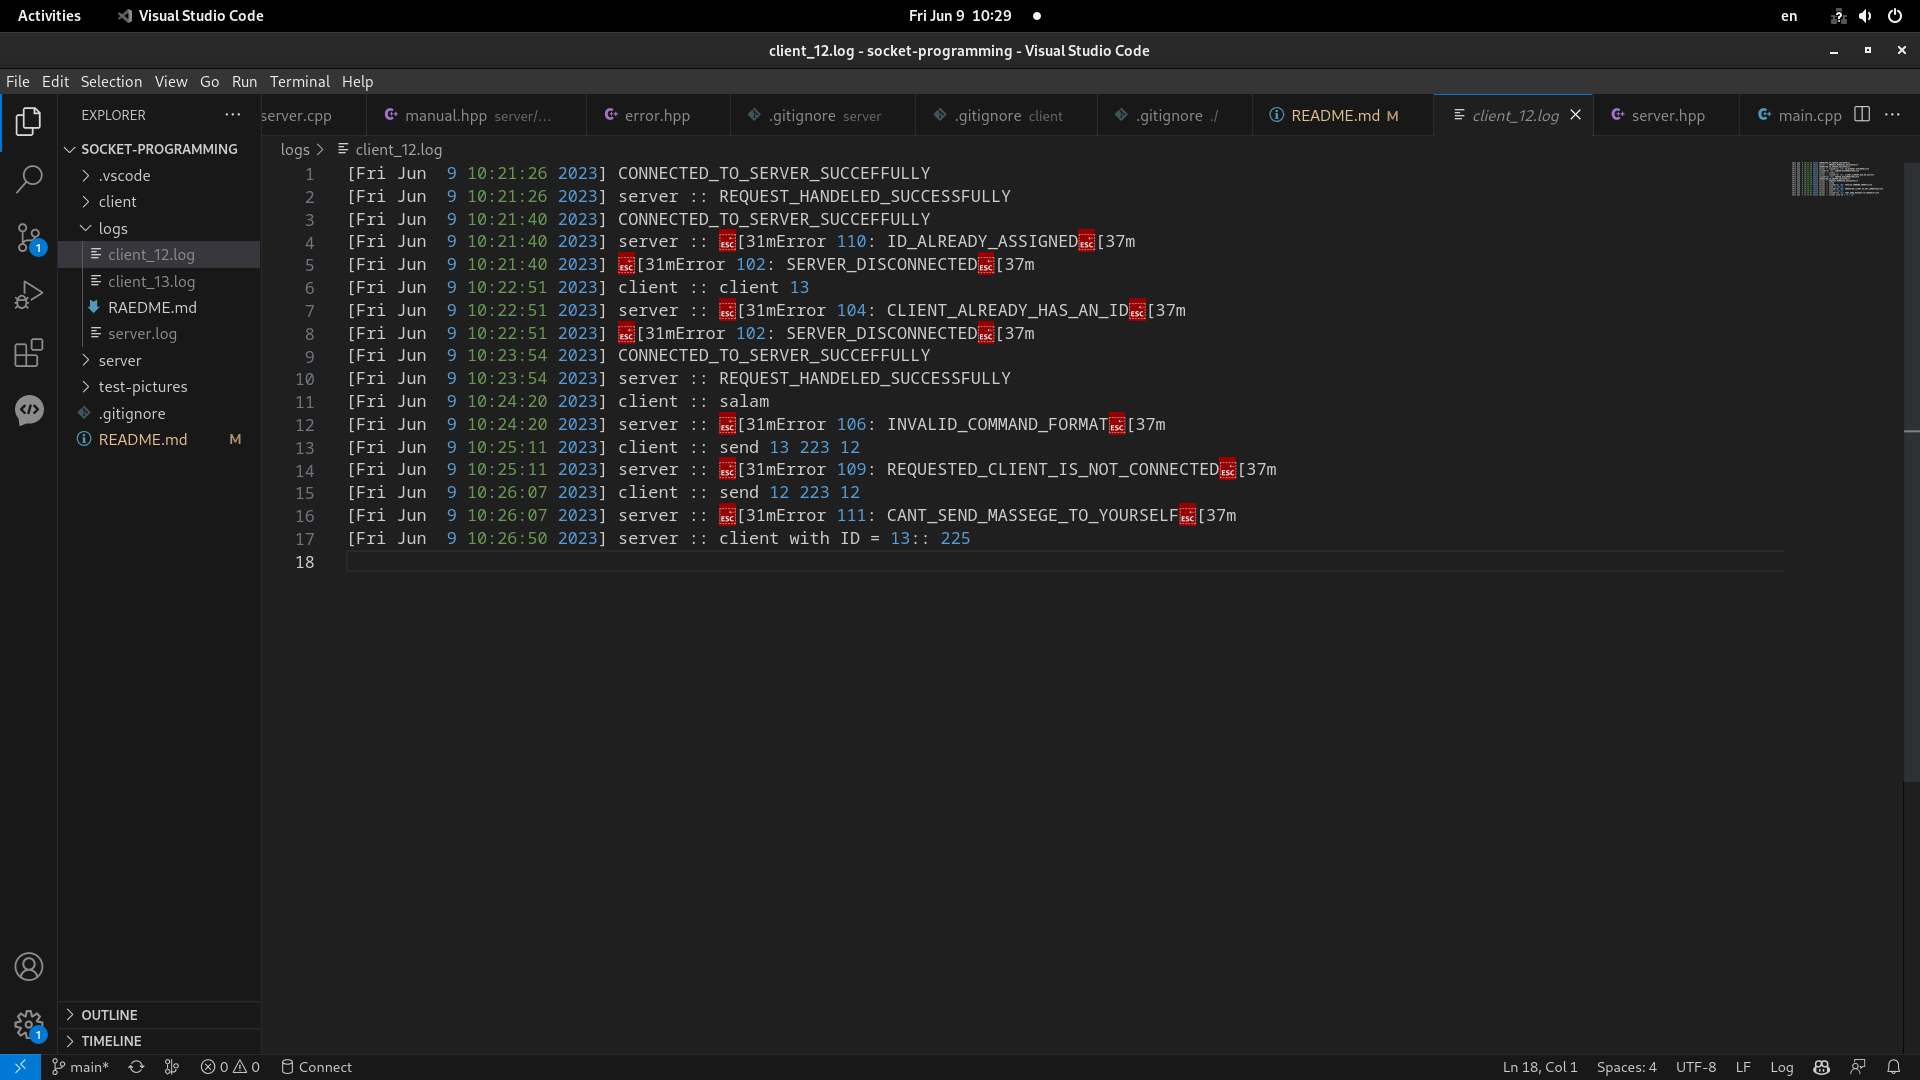 Activities Visual Studio Code Fri Jun 9 10:29 en
client_12.log - socket-programming - Visual Studio Code
File Edit Selection View Go Run Terminal Help
EXPLORER
server.cpp manual.hpp server/... error.hpp .gitignore server .gitignore client .gitignore ./ README.md M client_12.log server.hpp main.cpp
SOCKET-PROGRAMMING
.vscode
client
logs
client_12.log
client_13.log
RAEDME.md
server.log
server
test-pictures
.gitignore
README.md M
OUTLINE
TIMELINE
logs > client_12.log
1 [Fri Jun  9 10:21:26 2023] CONNECTED_TO_SERVER_SUCCEFFULLY
2 [Fri Jun  9 10:21:26 2023] server :: REQUEST_HANDELED_SUCCESSFULLY
3 [Fri Jun  9 10:21:40 2023] CONNECTED_TO_SERVER_SUCCEFFULLY
4 [Fri Jun  9 10:21:40 2023] server :: ESC[31mError 110: ID_ALREADY_ASSIGNEDESC[37m
5 [Fri Jun  9 10:21:40 2023] ESC[31mError 102: SERVER_DISCONNECTEDESC[37m
6 [Fri Jun  9 10:22:51 2023] client :: client 13
7 [Fri Jun  9 10:22:51 2023] server :: ESC[31mError 104: CLIENT_ALREADY_HAS_AN_IDESC[37m
8 [Fri Jun  9 10:22:51 2023] ESC[31mError 102: SERVER_DISCONNECTEDESC[37m
9 [Fri Jun  9 10:23:54 2023] CONNECTED_TO_SERVER_SUCCEFFULLY
10 [Fri Jun  9 10:23:54 2023] server :: REQUEST_HANDELED_SUCCESSFULLY
11 [Fri Jun  9 10:24:20 2023] client :: salam
12 [Fri Jun  9 10:24:20 2023] server :: ESC[31mError 106: INVALID_COMMAND_FORMATESC[37m
13 [Fri Jun  9 10:25:11 2023] client :: send 13 223 12
14 [Fri Jun  9 10:25:11 2023] server :: ESC[31mError 109: REQUESTED_CLIENT_IS_NOT_CONNECTEDESC[37m
15 [Fri Jun  9 10:26:07 2023] client :: send 12 223 12
16 [Fri Jun  9 10:26:07 2023] server :: ESC[31mError 111: CANT_SEND_MASSEGE_TO_YOURSELFESC[37m
17 [Fri Jun  9 10:26:50 2023] server :: client with ID = 13:: 225
18
1
1
main* 0 0 Connect Ln 18, Col 1 Spaces: 4 UTF-8 LF Log